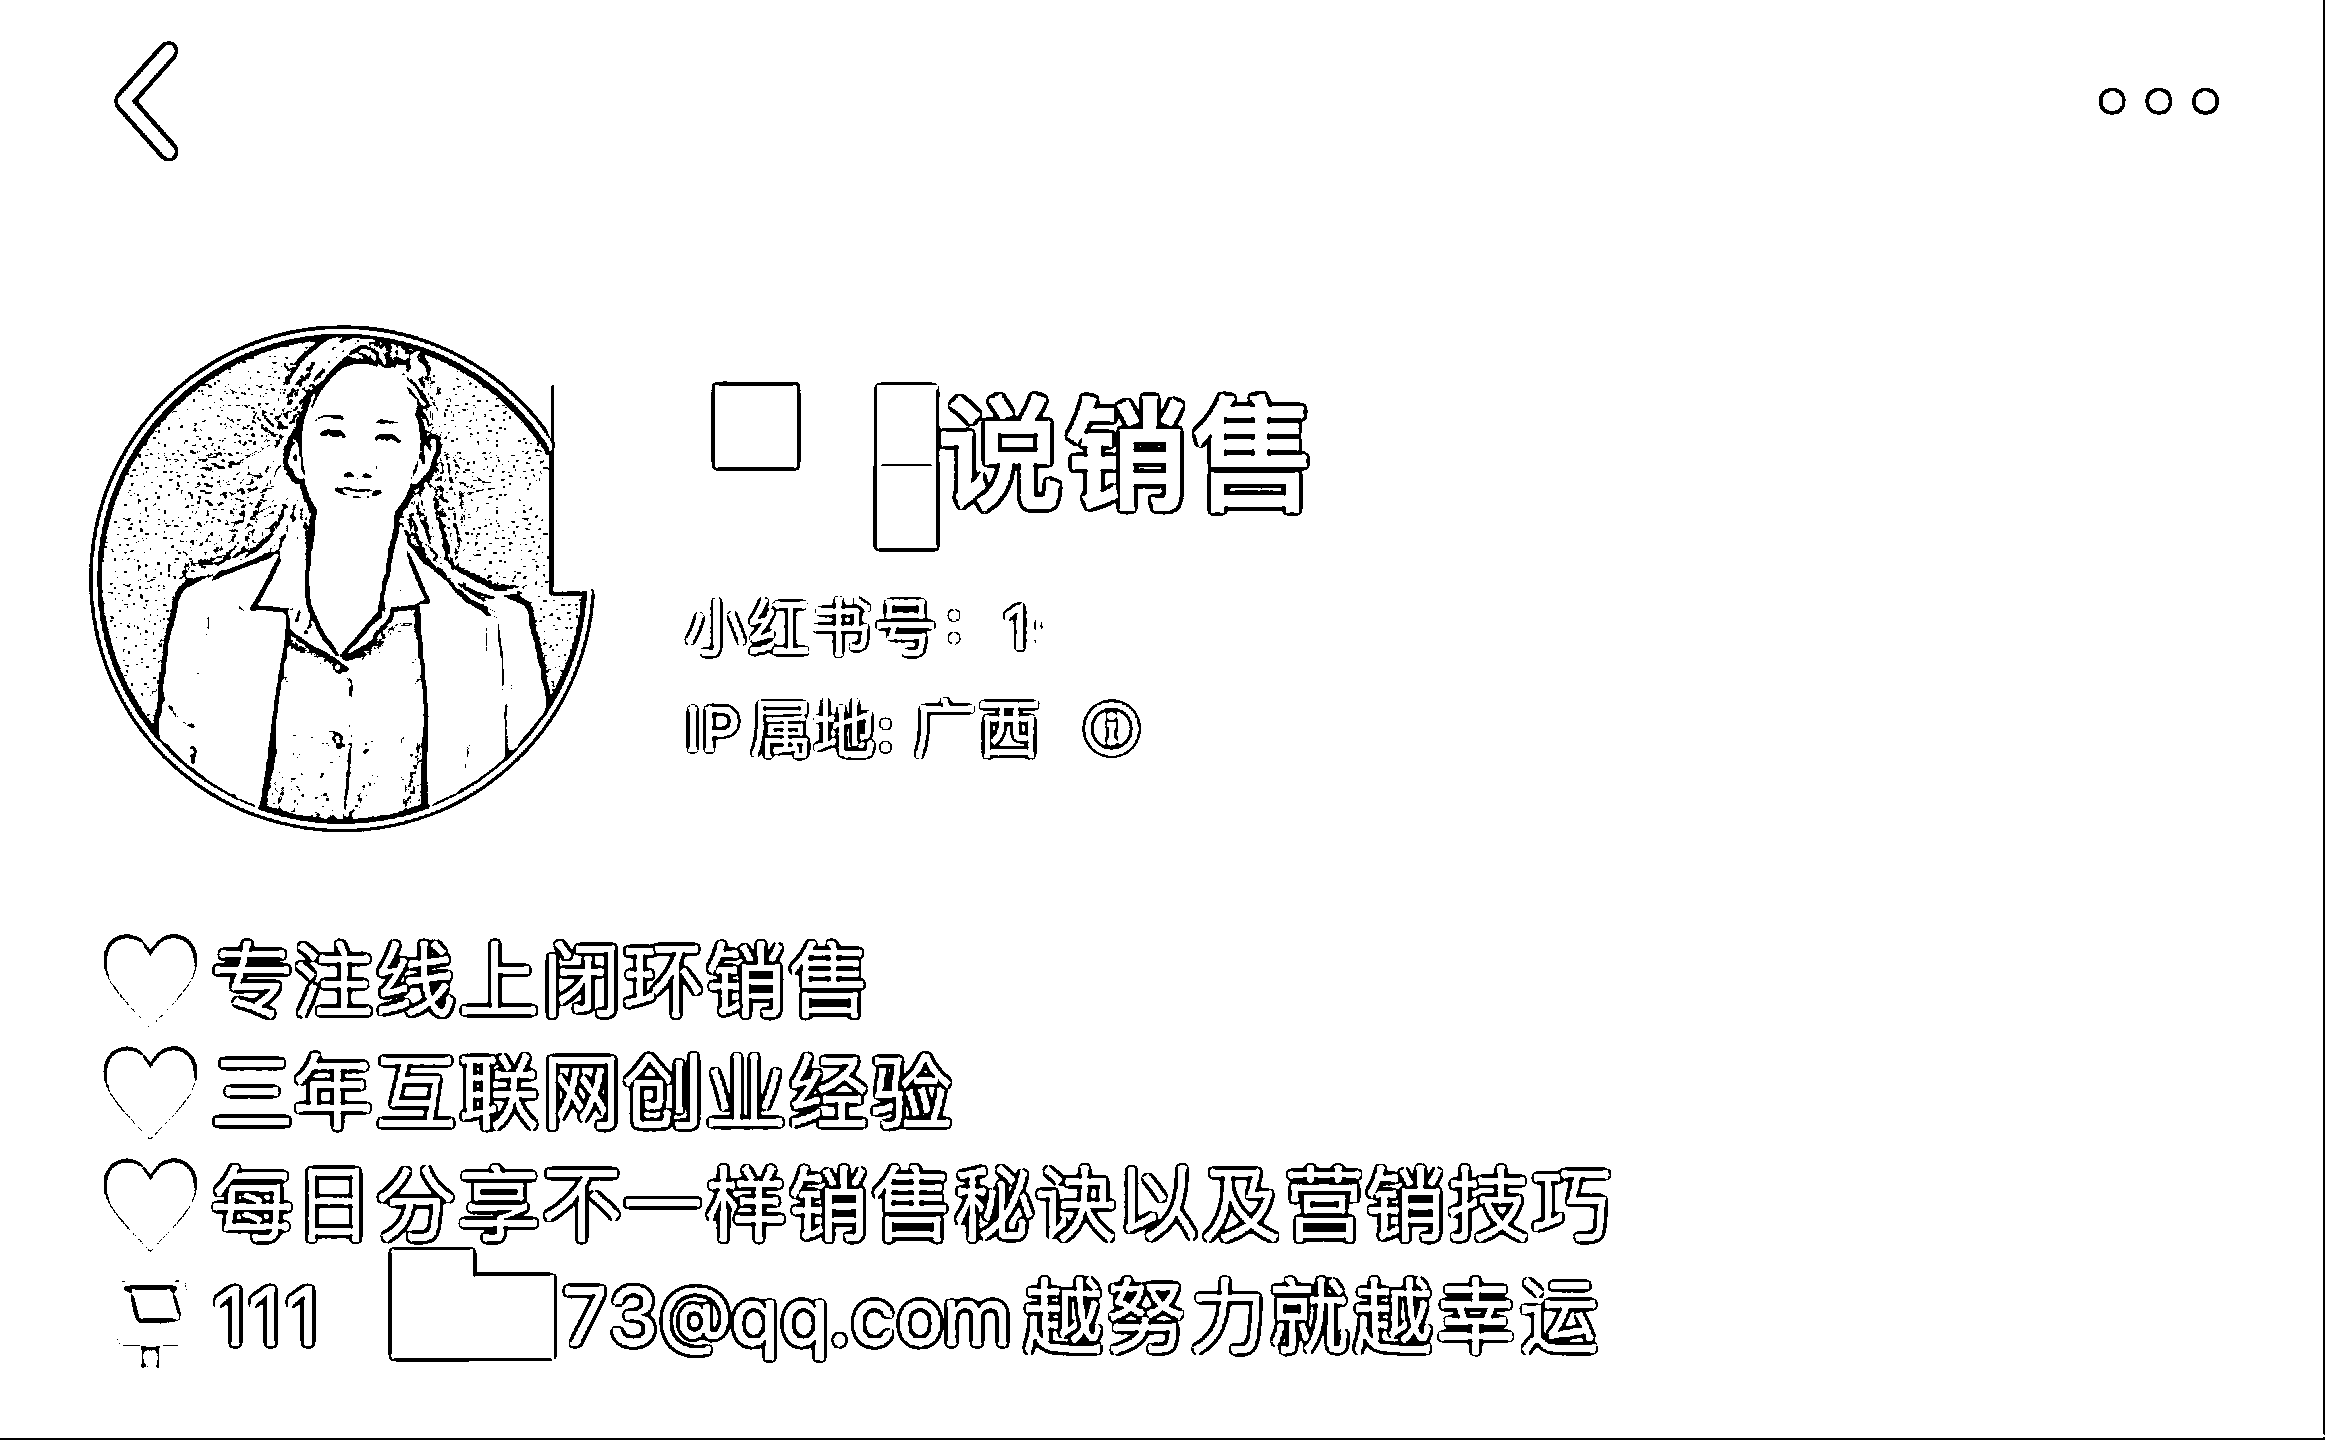 说销售
小红书号：1
IP属地：广西
专注线上闭环销售
三年互联网创业经验
每日分享不一样销售秘诀以及营销技巧
111 73@qq.com越努力就越幸运